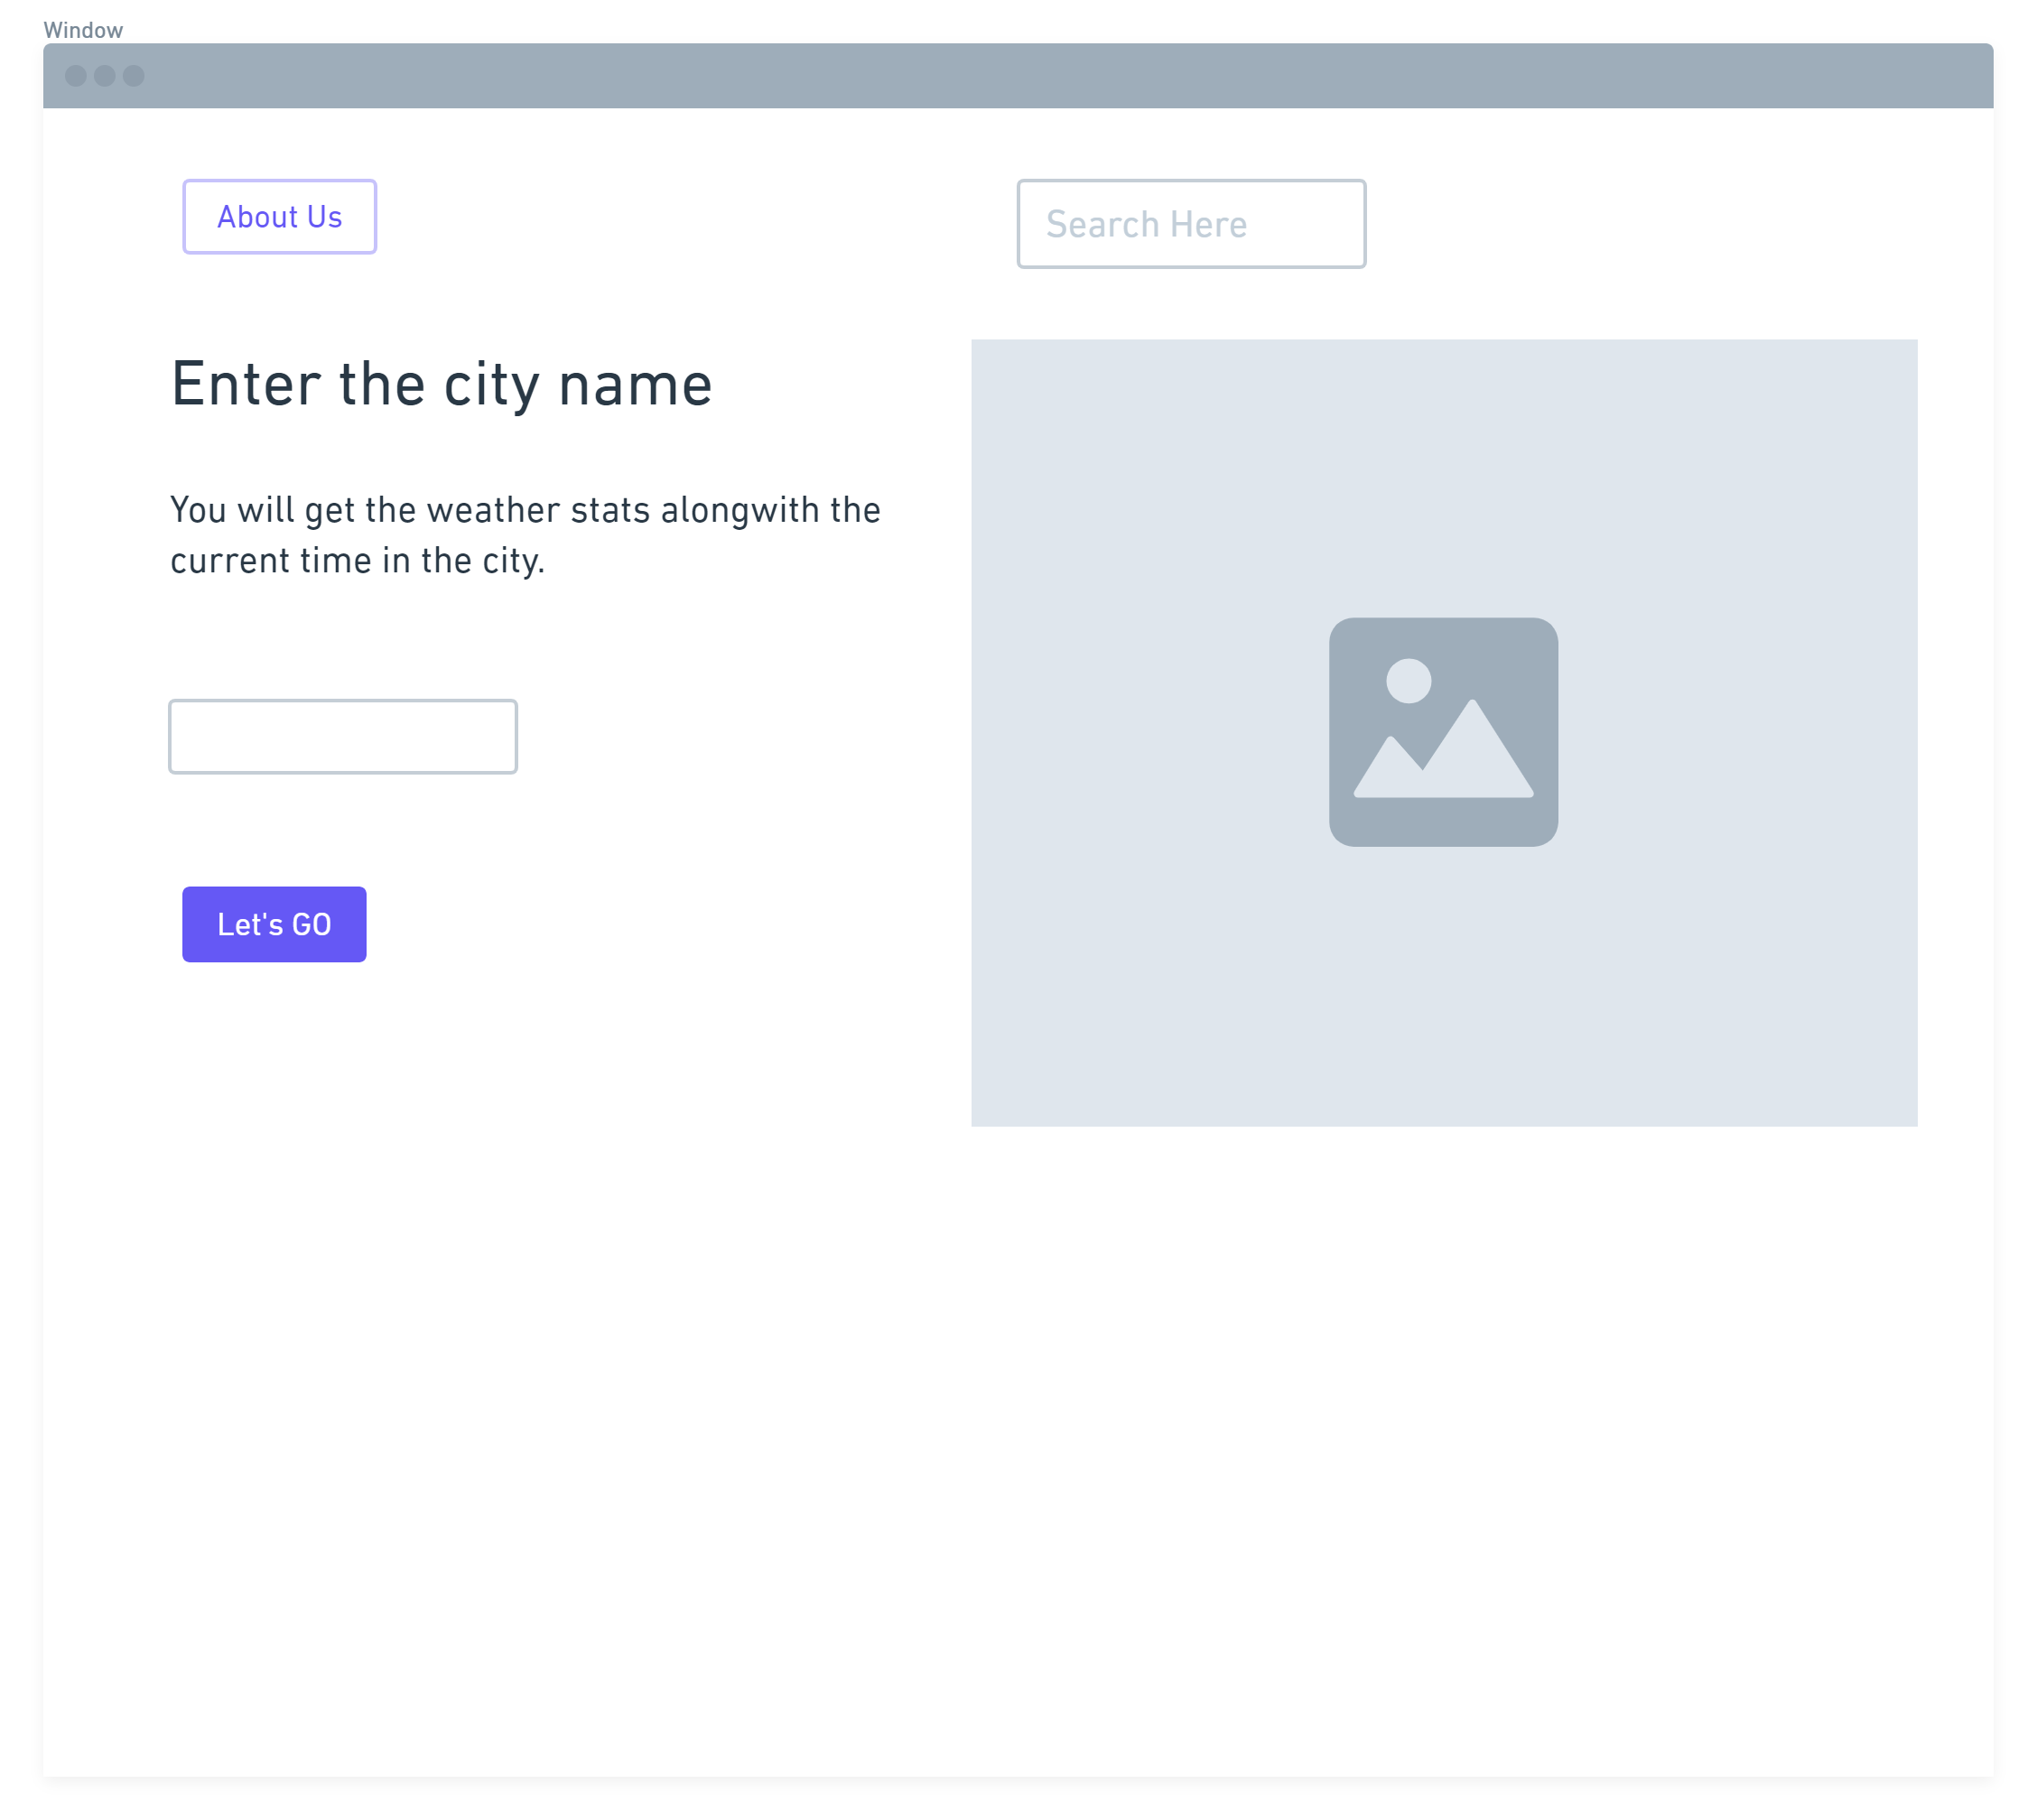 Window
About Us
Search Here
Enter the city name
You will get the weather stats alongwith the
current time in the city.
Let's GO